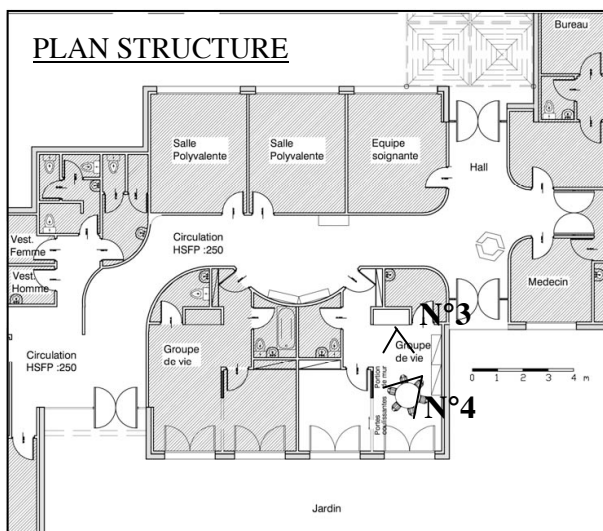 PLAN STRUCTURE
Bureau
Salle
Polyvalente
Salle
Polyvalente
Equipe
soignante
Hall
Vest.
Femme
Vest.
Homme
Circulation
HSFP :250
Medecin
N°3
Groupe
de vie
Groupe
de vie
Portion
de mur
Portes
coulissantes
N°4
Circulation
HSFP :250
0 1 2 3 4 m
Jardin